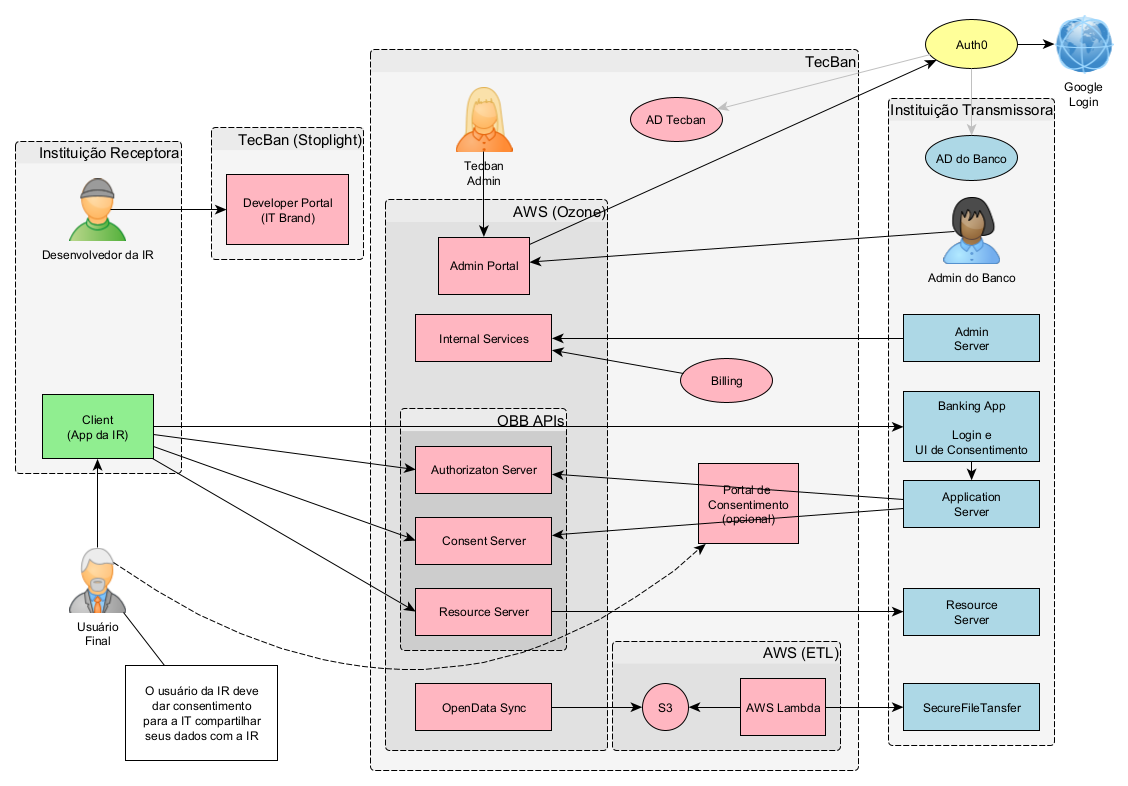 Auth0
Google
Login
TecBan
AD Tecban
Instituição Transmissora
AD do Banco
Admin do Banco
Tecban
Admin
TecBan (Stoplight)
Developer Portal
(IT Brand)
Instituição Receptora
Desenvolvedor da IR
AWS (Ozone)
Admin Portal
Internal Services
Billing
Admin
Server
Client
(App da IR)
OBB APIs
Authorizaton Server
Consent Server
Resource Server
Portal de
Consentimento
(opcional)
Banking App
Login e
UI de Consentimento
Application
Server
Resource
Server
Usuário
Final
O usuário da IR deve
dar consentimento
para a IT compartilhar
seus dados com a IR
OpenData Sync
AWS (ETL)
S3
AWS Lambda
SecureFileTansfer